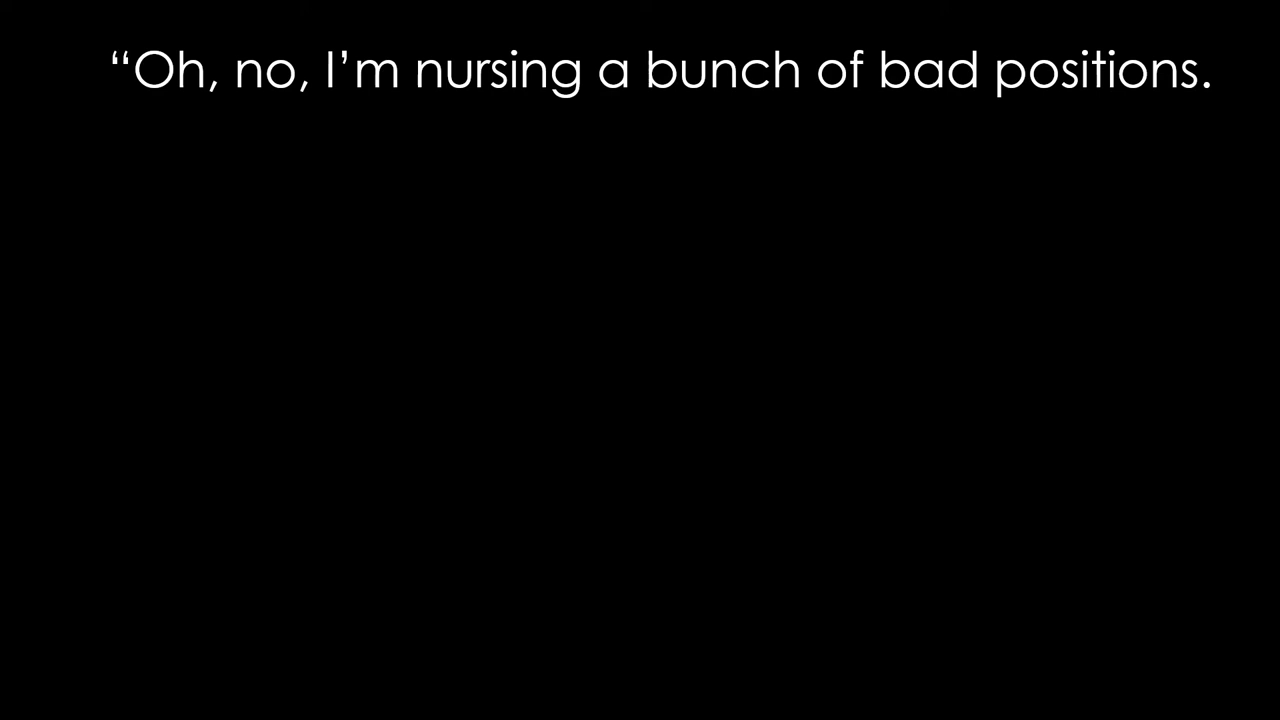 “Oh, no, I’m nursing a bunch of bad positions.